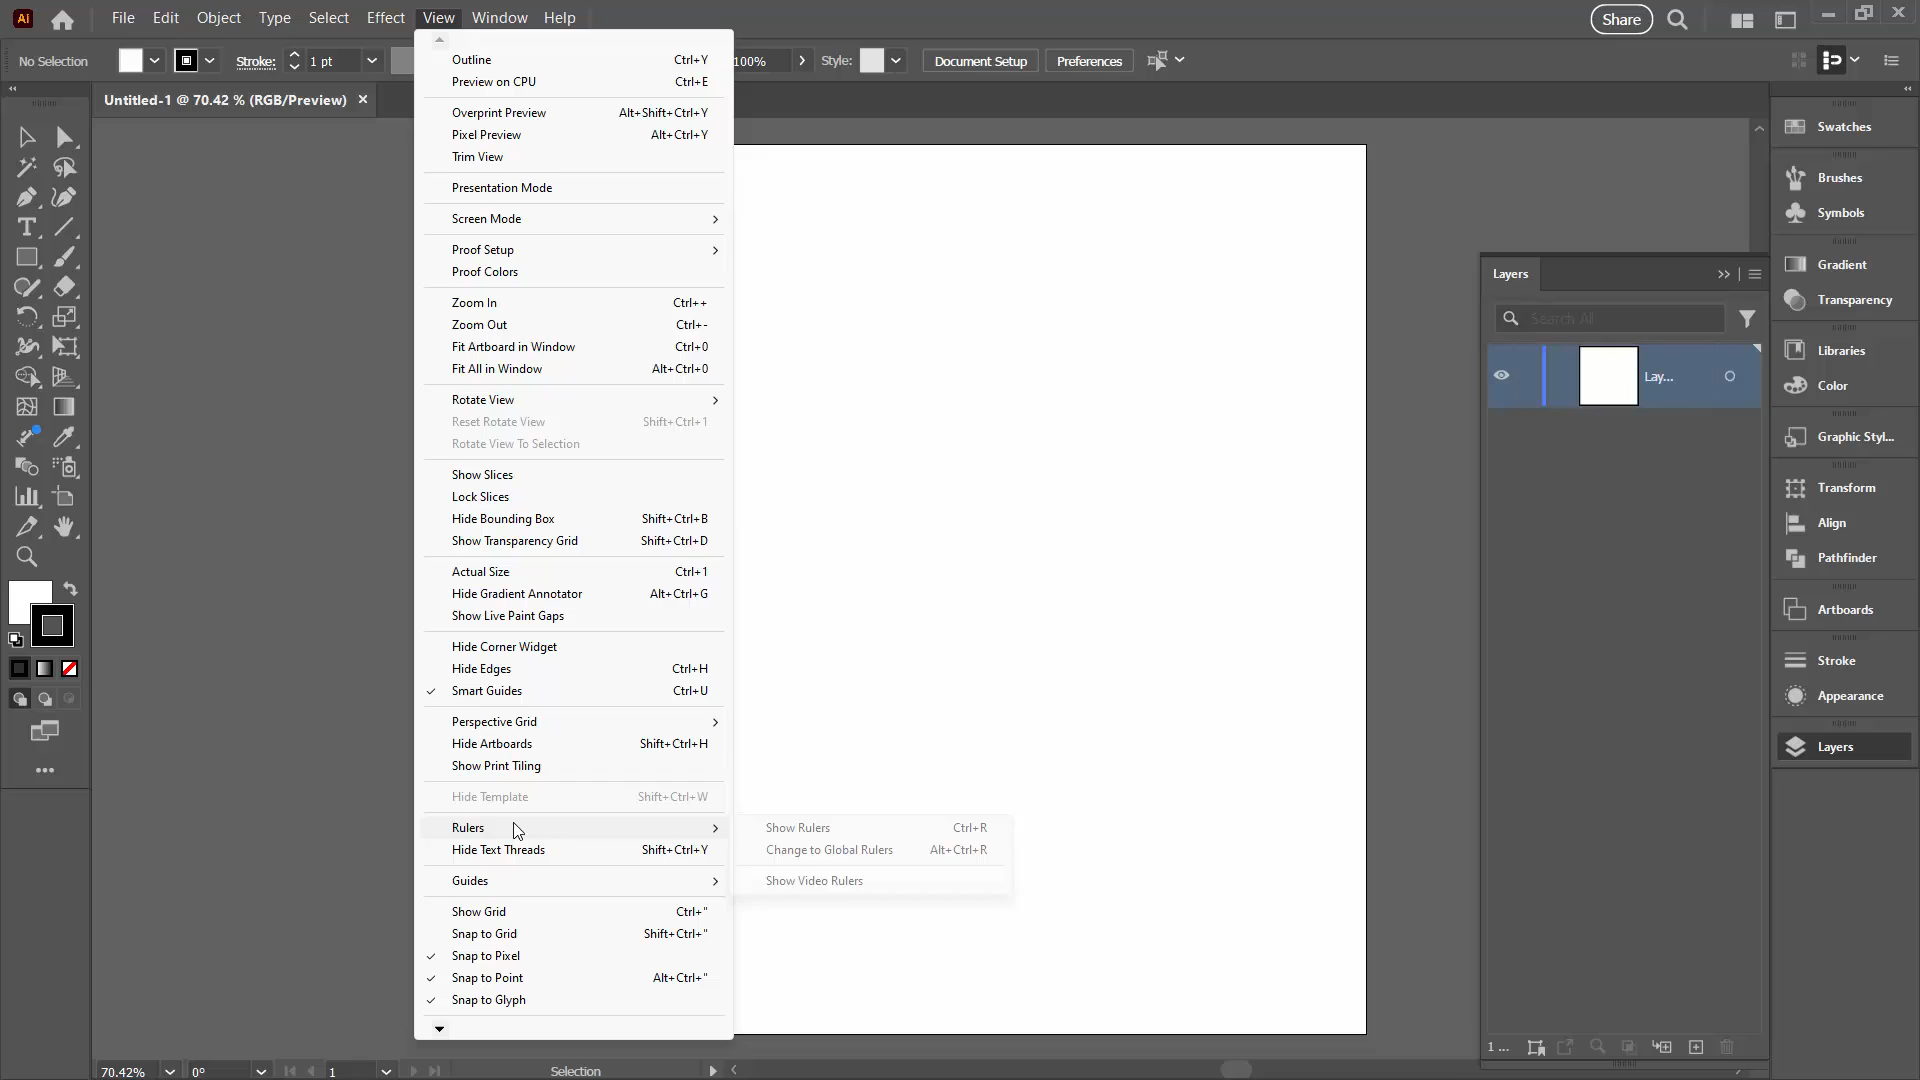 Ai File Edit Object Type Select Effect View Window Help Share
No Selection Stroke: 1 pt 100% Style: Document Setup Preferences
Untitled-1 @ 70.42 % (RGB/Preview)
Outline Ctrl+Y
Preview on CPU Ctrl+E
Overprint Preview Alt+Shift+Ctrl+Y
Pixel Preview Alt+Ctrl+Y
Trim View
Presentation Mode
Screen Mode
Proof Setup
Proof Colors
Zoom In Ctrl++
Zoom Out Ctrl+-
Fit Artboard in Window Ctrl+0
Fit All in Window Alt+Ctrl+0
Rotate View
Reset Rotate View Shift+Ctrl+1
Rotate View To Selection
Show Slices
Lock Slices
Hide Bounding Box Shift+Ctrl+B
Show Transparency Grid Shift+Ctrl+D
Actual Size Ctrl+1
Hide Gradient Annotator Alt+Ctrl+G
Show Live Paint Gaps
Hide Corner Widget
Hide Edges Ctrl+H
Smart Guides Ctrl+U
Perspective Grid
Hide Artboards Shift+Ctrl+H
Show Print Tiling
Hide Template Shift+Ctrl+W
Rulers
Hide Text Threads Shift+Ctrl+Y
Guides
Show Grid Ctrl+"
Snap to Grid Shift+Ctrl+"
Snap to Pixel
Snap to Point Alt+Ctrl+"
Snap to Glyph
Show Rulers Ctrl+R
Change to Global Rulers Alt+Ctrl+R
Show Video Rulers
Layers
Search All
Lay...
1 ...
Swatches
Brushes
Symbols
Gradient
Transparency
Libraries
Color
Graphic Styl...
Transform
Align
Pathfinder
Artboards
Stroke
Appearance
Layers
70.42% 0° 1 Selection